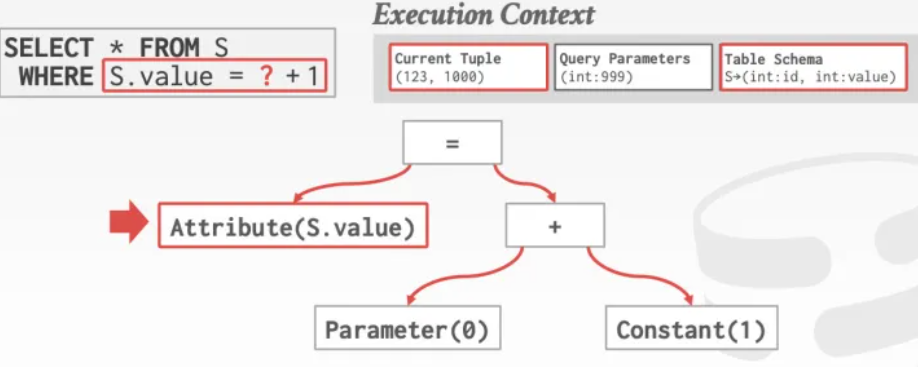 Execution Context
SELECT * FROM S
WHERE S.value = ? + 1
Current Tuple
(123, 1000)
Query Parameters
(int:999)
Table Schema
S→(int:id, int:value)
=
Attribute(S.value)
+
Parameter(0)
Constant(1)